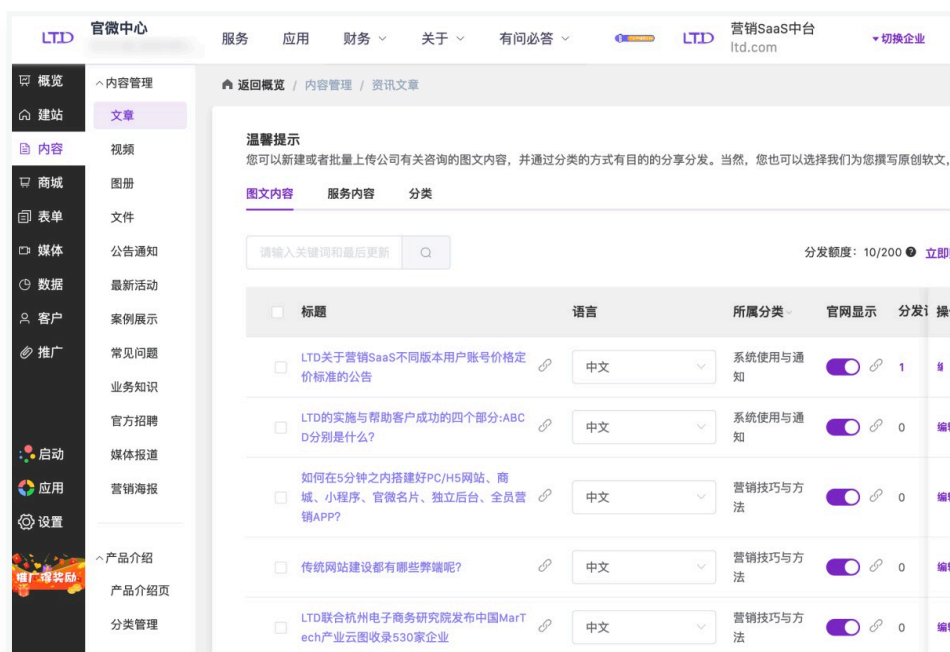 LTD
官微中心
服务
应用
财务
关于
有问必答
LTD
营销SaaS中台
ltd.com
切换企业
概览
建站
内容
商城
表单
媒体
数据
客户
推广
启动
应用
设置
推广得奖励
内容管理
文章
视频
图册
文件
公告通知
最新活动
案例展示
常见问题
业务知识
官方招聘
媒体报道
营销海报
产品介绍
产品介绍页
分类管理
返回概览 / 内容管理 / 资讯文章
温馨提示
您可以新建或者批量上传公司有关咨询的图文内容，并通过分类的方式有目的的分享分发。当然，您也可以选择我们为您撰写原创软文，
图文内容
服务内容
分类
请输入关键词和最后更新
分发额度：10/200
立即
标题
语言
所属分类
官网显示
分发
LTD关于营销SaaS不同版本用户账号价格定
价标准的公告
中文
系统使用与通
知
1
LTD的实施与帮助客户成功的四个部分:ABC
D分别是什么?
中文
系统使用与通
知
0
编
如何在5分钟之内搭建好PC/H5网站、商
城、小程序、官微名片、独立后台、全员营
销APP?
中文
营销技巧与方
法
0
编
传统网站建设都有哪些弊端呢?
中文
营销技巧与方
法
0
编
LTD联合杭州电子商务研究院发布中国MarT
ech产业云图收录530家企业
中文
营销技巧与方
法
0
编